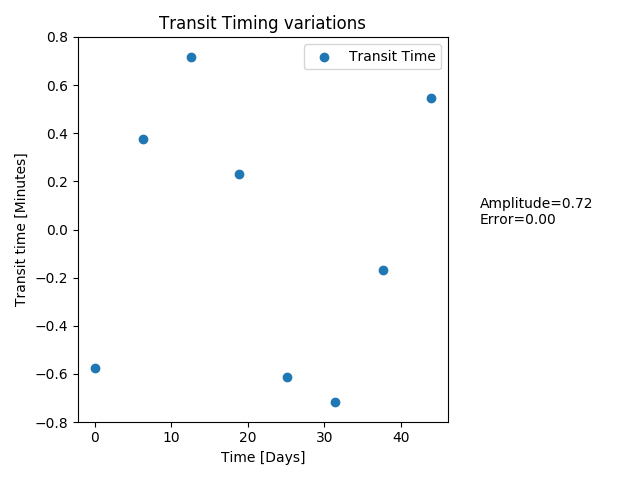 Transit Timing variations
Transit Time
0.8
0.6
0.4
0.2
0.0
−0.2
−0.4
−0.6
−0.8
Transit time [Minutes]
0
10
20
30
40
Time [Days]
Amplitude=0.72
Error=0.00